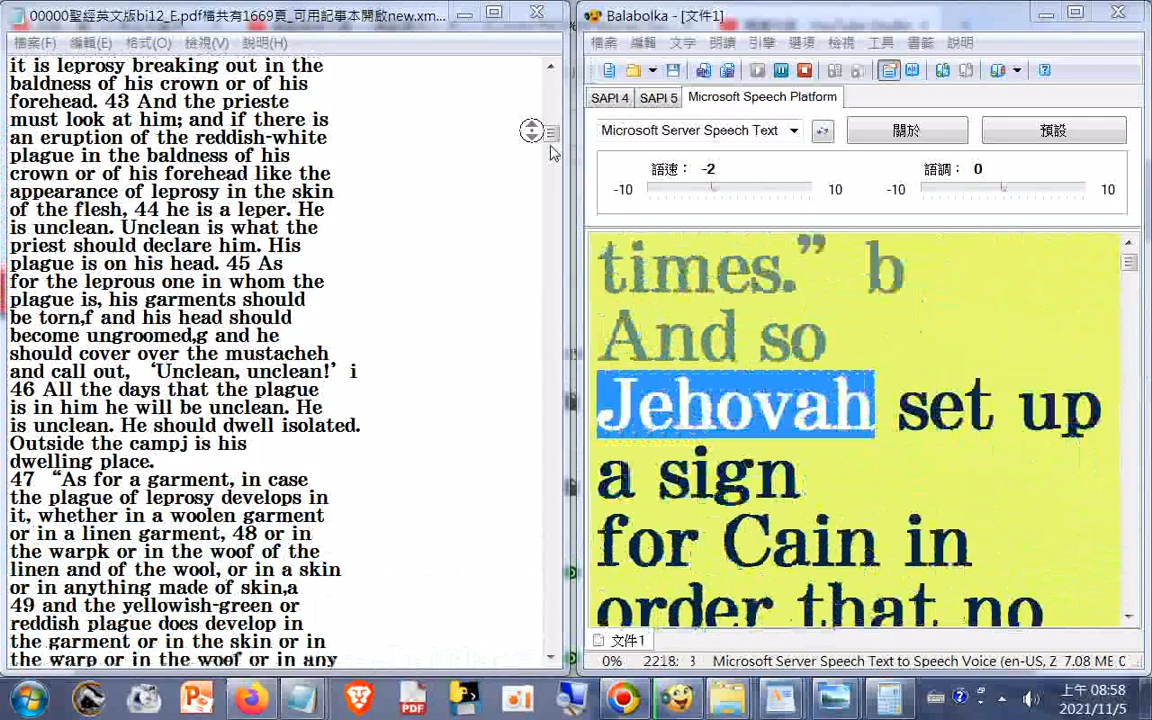 00000聖經英文版bi12_E.pdf檔共有1669頁_可用記事本開啟new.xm...
檔案(F) 編輯(E) 格式(O) 檢視(V) 說明(H)
it is leprosy breaking out in the
baldness of his crown or of his
forehead. 43 And the prieste
must look at him; and if there is
an eruption of the reddish-white
plague in the baldness of his
crown or of his forehead like the
appearance of leprosy in the skin
of the flesh, 44 he is a leper. He
is unclean. Unclean is what the
priest should declare him. His
plague is on his head. 45 As
for the leprous one in whom the
plague is, his garments should
be torn,f and his head should
become ungroomed,g and he
should cover over the mustacheh
and call out, ‘Unclean, unclean!’ i
46 All the days that the plague
is in him he will be unclean. He
is unclean. He should dwell isolated.
Outside the campj is his
dwelling place.
47 “As for a garment, in case
the plague of leprosy develops in
it, whether in a woolen garment
or in a linen garment, 48 or in
the warpk or in the woof of the
linen and of the wool, or in a skin
or in anything made of skin,a
49 and the yellowish-green or
reddish plague does develop in
the garment or in the skin or in
the warp or in the woof or in any
Balabolka - [文件1]
檔案 編輯 文字 朗讀 引擎 選項 檢視 工具 書籤 說明
SAPI 4 SAPI 5 Microsoft Speech Platform
Microsoft Server Speech Text 關於 預設
語速： -2 語調： 0
-10 10 -10 10
times.” b
And so
Jehovah set up
a sign
for Cain in
order that no
文件1
0% 2218: 3 Microsoft Server Speech Text to Speech Voice (en-US, Z 7.08 ME
PDF
上午 08:58
2021/11/5